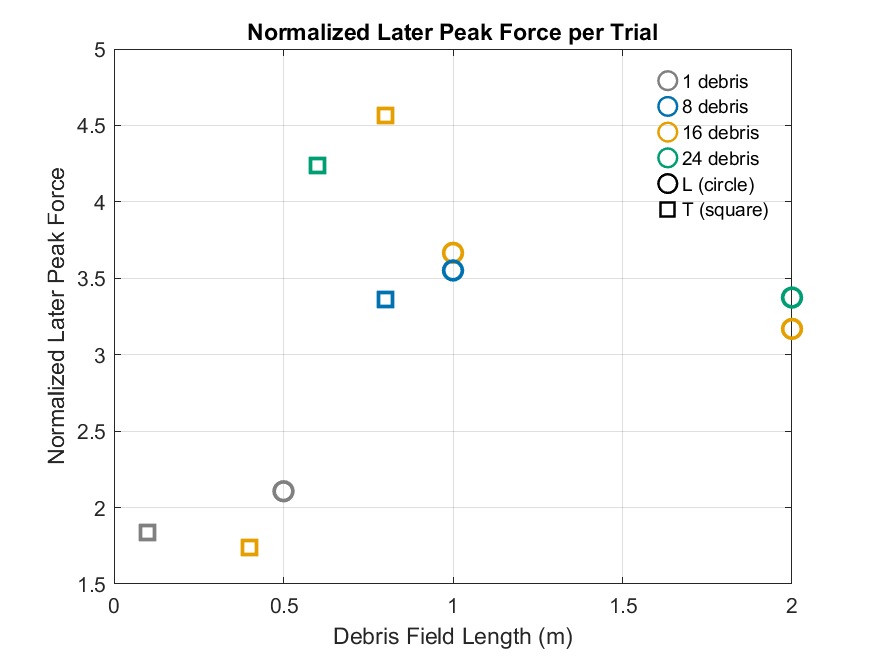 Normalized Later Peak Force per Trial
5
4.5
4
3.5
3
2.5
2
1.5
Normalized Later Peak Force
1 debris
8 debris
16 debris
24 debris
L (circle)
T (square)
0
0.5
1
1.5
2
Debris Field Length (m)